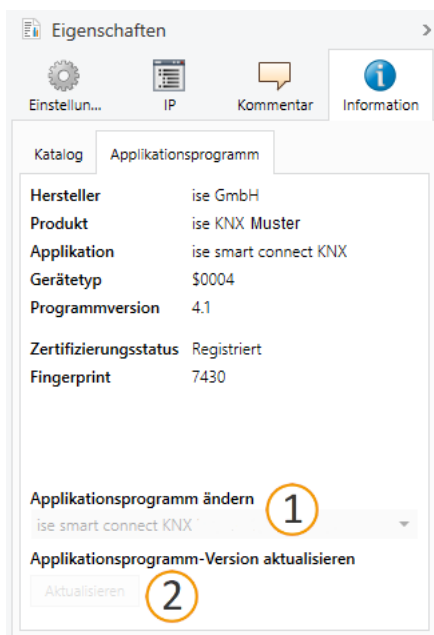 Eigenschaften
Einstellun... IP Kommentar Information
Katalog Applikationsprogramm
Hersteller ise GmbH
Produkt ise KNX Muster
Applikation ise smart connect KNX
Gerätetyp $0004
Programmversion 4.1
Zertifizierungsstatus Registriert
Fingerprint 7430
Applikationsprogramm ändern
1
ise smart connect KNX
Applikationsprogramm-Version aktualisieren
Aktualisieren 2